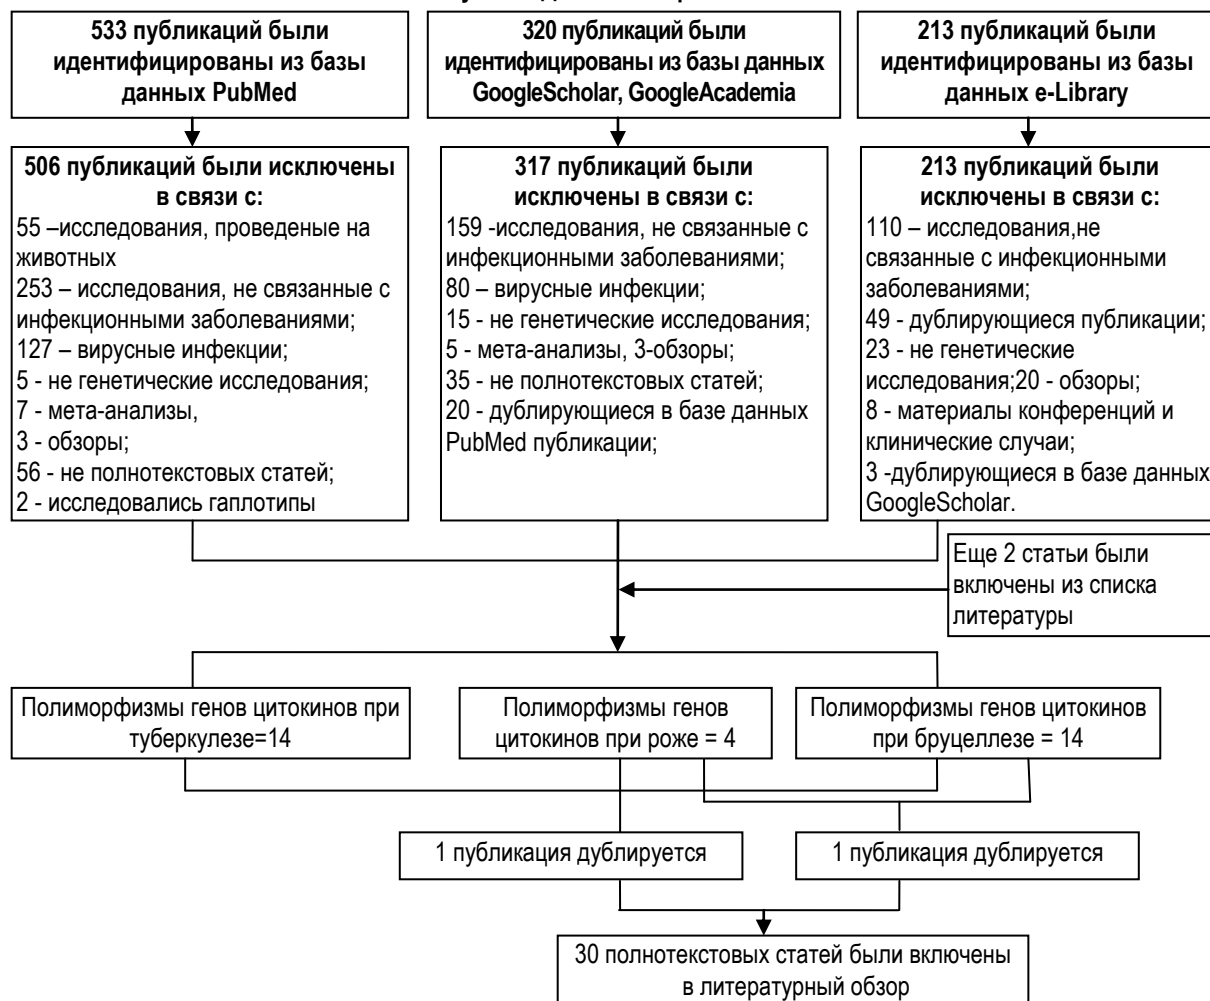 533 публикаций были
идентифицированы из базы
данных PubMed
320 публикаций были
идентифицированы из базы данных
GoogleScholar, GoogleAcademia
213 публикаций были
идентифицированы из базы
данных e-Library
506 публикаций были исключены
в связи с:
55 –исследования, проведеные на
животных
253 – исследования, не связанные с
инфекционными заболеваниями;
127 – вирусные инфекции;
5 - не генетические исследования;
7 - мета-анализы,
3 - обзоры;
56 - не полнотекстовых статей;
2 - исследовались гаплотипы
317 публикаций были
исключены в связи с:
159 -исследования, не связанные с
инфекционными заболеваниями;
80 – вирусные инфекции;
15 - не генетические исследования;
5 - мета-анализы, 3-обзоры;
35 - не полнотекстовых статей;
20 - дублирующиеся в базе данных
PubMed публикации;
213 публикаций были
исключены в связи с:
110 – исследования,не
связанные с инфекционными
заболеваниями;
49 - дублирующиеся публикации;
23 - не генетические
исследования;20 - обзоры;
8 - материалы конференций и
клинические случаи;
3 -дублирующиеся в базе данных
GoogleScholar.
Еще 2 статьи были
включены из списка
литературы
Полиморфизмы генов цитокинов при
туберкулезе=14
Полиморфизмы генов
цитокинов при роже = 4
Полиморфизмы генов цитокинов
при бруцеллезе = 14
1 публикация дублируется
1 публикация дублируется
30 полнотекстовых статей были включены
в литературный обзор